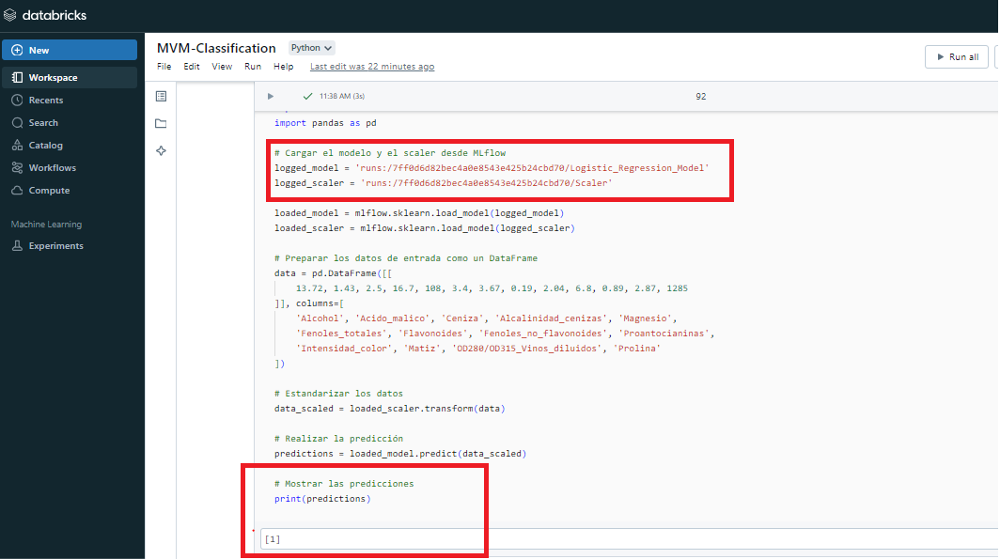 databricks
New
Workspace
Recents
Search
Catalog
Workflows
Compute
Machine Learning
Experiments
MVM-Classification
Python
File Edit View Run Help Last edit was 22 minutes ago
Run all
11:38 AM (3s)
92
import pandas as pd
# Cargar el modelo y el scaler desde MLflow
logged_model = 'runs:/7ff0d6d82bec4a0e8543e425b24cbd70/Logistic_Regression_Model'
logged_scaler = 'runs:/7ff0d6d82bec4a0e8543e425b24cbd70/Scaler'
loaded_model = mlflow.sklearn.load_model(logged_model)
loaded_scaler = mlflow.sklearn.load_model(logged_scaler)
# Preparar los datos de entrada como un DataFrame
data = pd.DataFrame([[
13.72, 1.43, 2.5, 16.7, 108, 3.4, 3.67, 0.19, 2.04, 6.8, 0.89, 2.87, 1285
]], columns=[
'Alcohol', 'Acido_malico', 'Ceniza', 'Alcalinidad_cenizas', 'Magnesio',
'Fenoles_totales', 'Flavonoides', 'Fenoles_no_flavonoides', 'Proantocianinas',
'Intensidad_color', 'Matiz', 'OD280/OD315_Vinos_diluidos', 'Prolina'
])
# Estandarizar los datos
data_scaled = loaded_scaler.transform(data)
# Realizar la predicción
predictions = loaded_model.predict(data_scaled)
# Mostrar las predicciones
print(predictions)
[1]